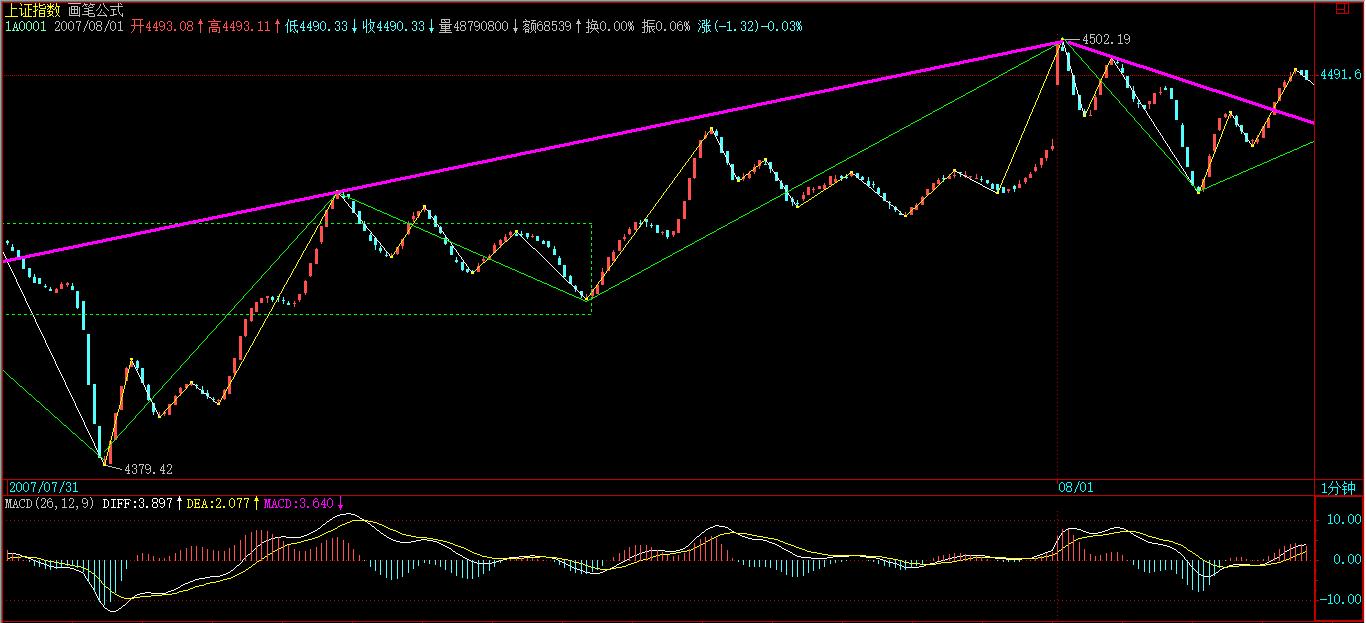 上证指数 画笔公式
1A0001 2007/08/01 开4493.08↑高4493.11↑低4490.33↓收4490.33↓量48790800↓额68539↑换0.00% 振0.06% 涨(-1.32)-0.03%
4502.19
4491.6
4379.42
2007/07/31 08/01 1分钟
MACD(26,12,9) DIFF:3.897↑DEA:2.077↑MACD:3.640↓
10.00
0.00
-10.00